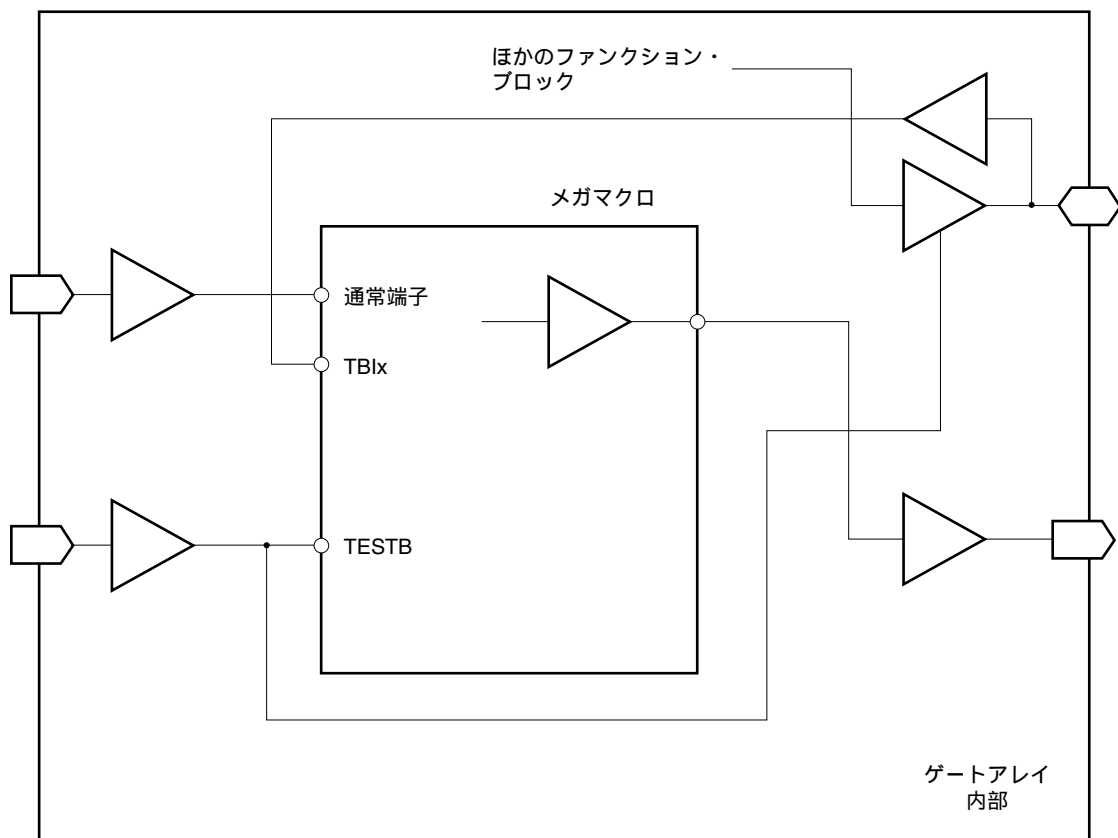 ほかのファンクション・
ブロック
メガマクロ
通常端子
TBIx
TESTB
ゲートアレイ
内部